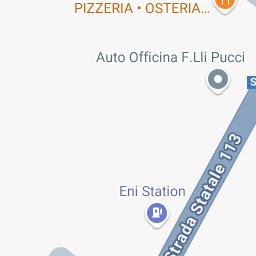 PIZZERIA • OSTERIA...
Auto Officina F.Lli Pucci
S
Eni Station
Strada Statale 113